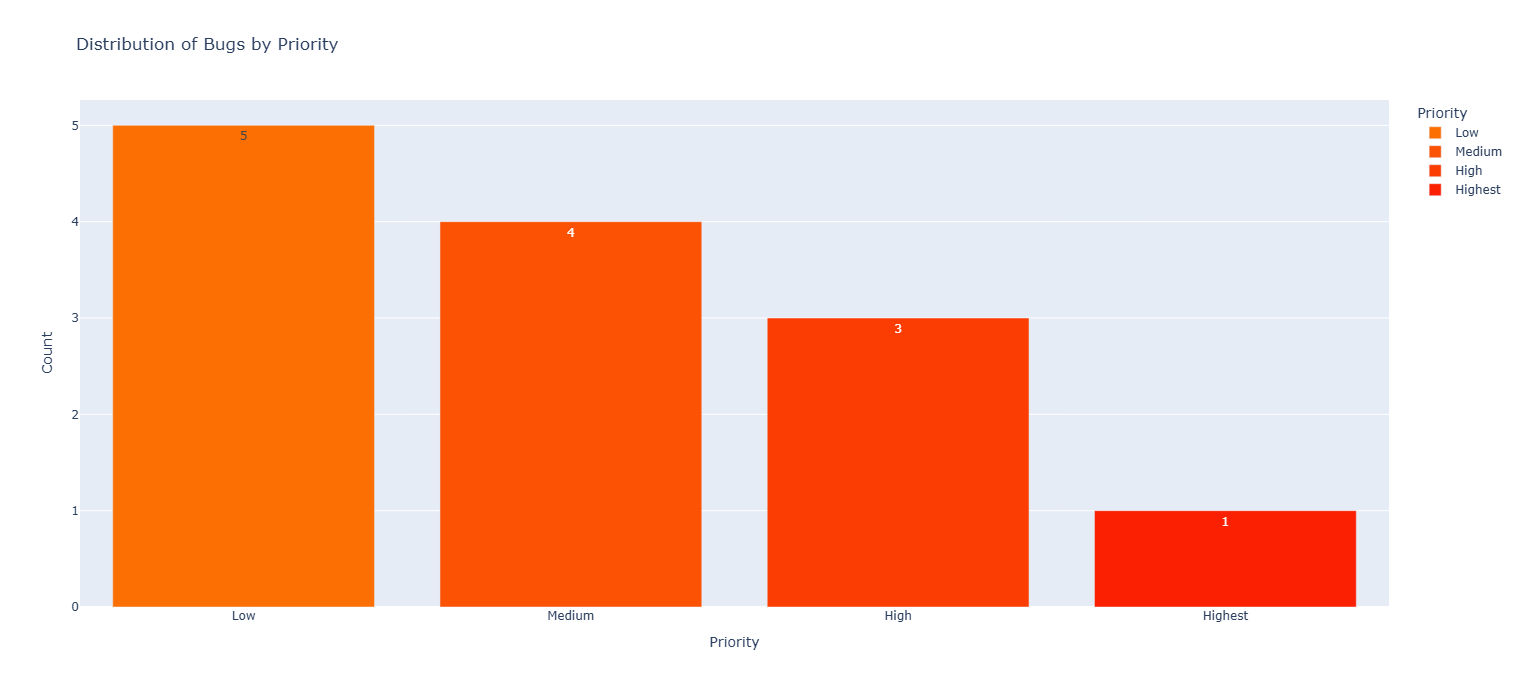 Distribution of Bugs by Priority
Priority
Low
Medium
High
Highest
5
4
3
2
1
0
Count
5
4
3
1
Low
Medium
High
Highest
Priority